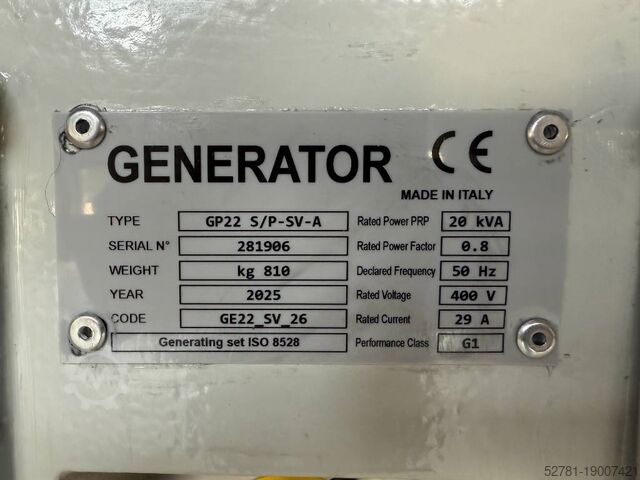 GENERATOR CE
MADE IN ITALY
TYPE GP22 S/P-SV-A Rated Power PRP 20 kVA
SERIAL N° 281906 Rated Power Factor 0.8
WEIGHT kg 810 Declared Frequency 50 Hz
YEAR 2025 Rated Voltage 400 V
CODE GE22_SV_26 Rated Current 29 A
Generating set ISO 8528 Performance Class G1
52781-19007421